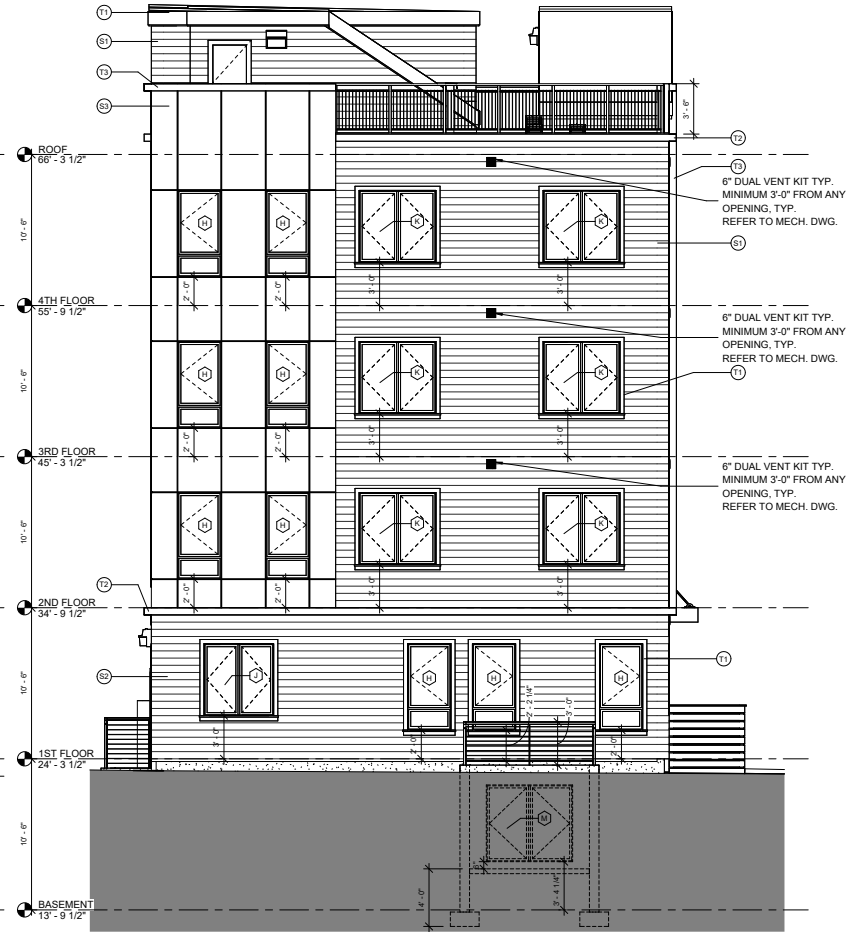 T1
S1
T3
S3
3' - 6"
T2
ROOF
66' - 3 1/2"
T3
6" DUAL VENT KIT TYP.
MINIMUM 3'-0" FROM ANY
OPENING, TYP.
REFER TO MECH. DWG.
10' - 6"
H
H
K
K
S1
2' - 0"
2' - 0"
3' - 0"
3' - 0"
4TH FLOOR
55' - 9 1/2"
6" DUAL VENT KIT TYP.
MINIMUM 3'-0" FROM ANY
OPENING, TYP.
REFER TO MECH. DWG.
10' - 6"
H
H
K
K
T1
2' - 0"
2' - 0"
3' - 0"
3' - 0"
3RD FLOOR
45' - 3 1/2"
6" DUAL VENT KIT TYP.
MINIMUM 3'-0" FROM ANY
OPENING, TYP.
REFER TO MECH. DWG.
10' - 6"
H
H
K
K
T2
2' - 0"
2' - 0"
3' - 0"
3' - 0"
2ND FLOOR
34' - 9 1/2"
10' - 6"
S2
J
H
H
H
T1
3' - 0"
2' - 0"
2' - 2 1/4"
3' - 0"
2' - 0"
1ST FLOOR
24' - 3 1/2"
10' - 6"
M
4' - 0"
3' - 4 1/4"
BASEMENT
13' - 9 1/2"